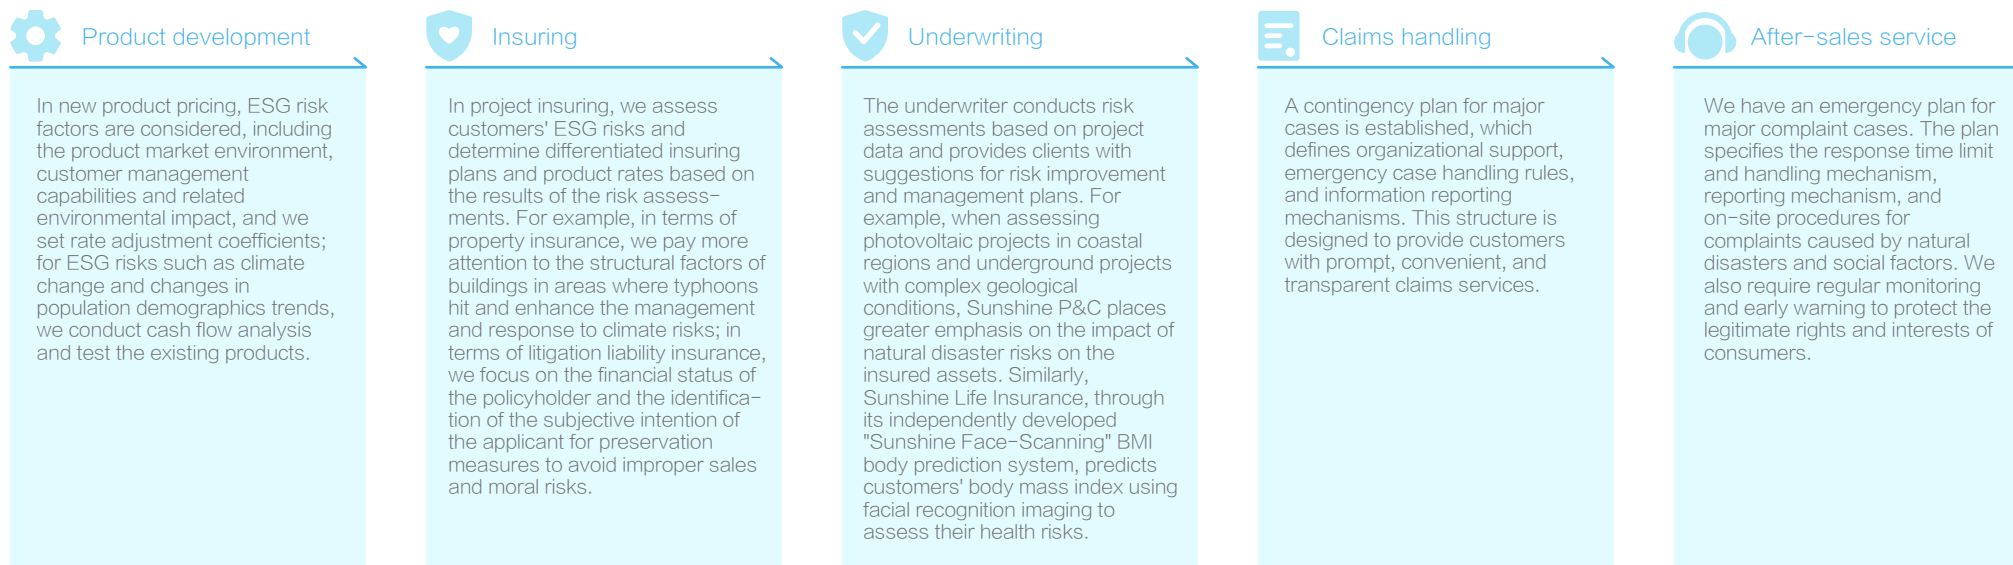 Product development
In new product pricing, ESG risk
factors are considered, including
the product market environment,
customer management
capabilities and related
environmental impact, and we
set rate adjustment coefficients;
for ESG risks such as climate
change and changes in
population demographics trends,
we conduct cash flow analysis
and test the existing products.
Insuring
In project insuring, we assess
customers' ESG risks and
determine differentiated insuring
plans and product rates based on
the results of the risk assess-
ments. For example, in terms of
property insurance, we pay more
attention to the structural factors of
buildings in areas where typhoons
hit and enhance the management
and response to climate risks; in
terms of litigation liability insurance,
we focus on the financial status of
the policyholder and the identifica-
tion of the subjective intention of
the applicant for preservation
measures to avoid improper sales
and moral risks.
Underwriting
The underwriter conducts risk
assessments based on project
data and provides clients with
suggestions for risk improvement
and management plans. For
example, when assessing
photovoltaic projects in coastal
regions and underground projects
with complex geological
conditions, Sunshine P&C places
greater emphasis on the impact of
natural disaster risks on the
insured assets. Similarly,
Sunshine Life Insurance, through
its independently developed
"Sunshine Face-Scanning" BMI
body prediction system, predicts
customers' body mass index using
facial recognition imaging to
assess their health risks.
Claims handling
A contingency plan for major
cases is established, which
defines organizational support,
emergency case handling rules,
and information reporting
mechanisms. This structure is
designed to provide customers
with prompt, convenient, and
transparent claims services.
After-sales service
We have an emergency plan for
major complaint cases. The plan
specifies the response time limit
and handling mechanism,
reporting mechanism, and
on-site procedures for
complaints caused by natural
disasters and social factors. We
also require regular monitoring
and early warning to protect the
legitimate rights and interests of
consumers.